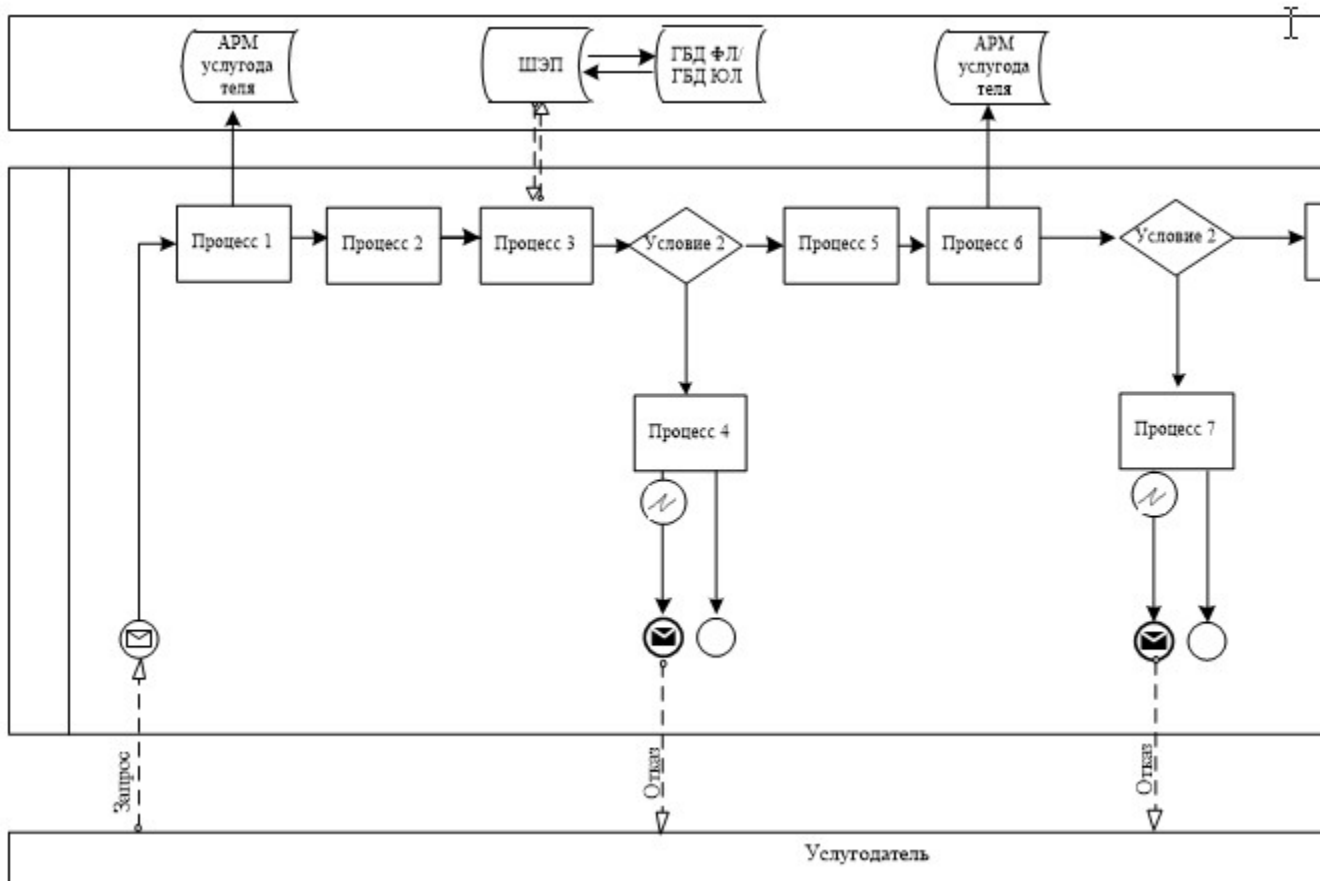 АРМ
услугода
теля
ШЭП
ГБД ФЛ/
ГБД ЮЛ
АРМ
услугода
теля
Процесс 1
Процесс 2
Процесс 3
Условие 2
Процесс 5
Процесс 6
Условие 2
Процесс 4
Процесс 7
Запрос
Отказ
Отказ
Услугодатель